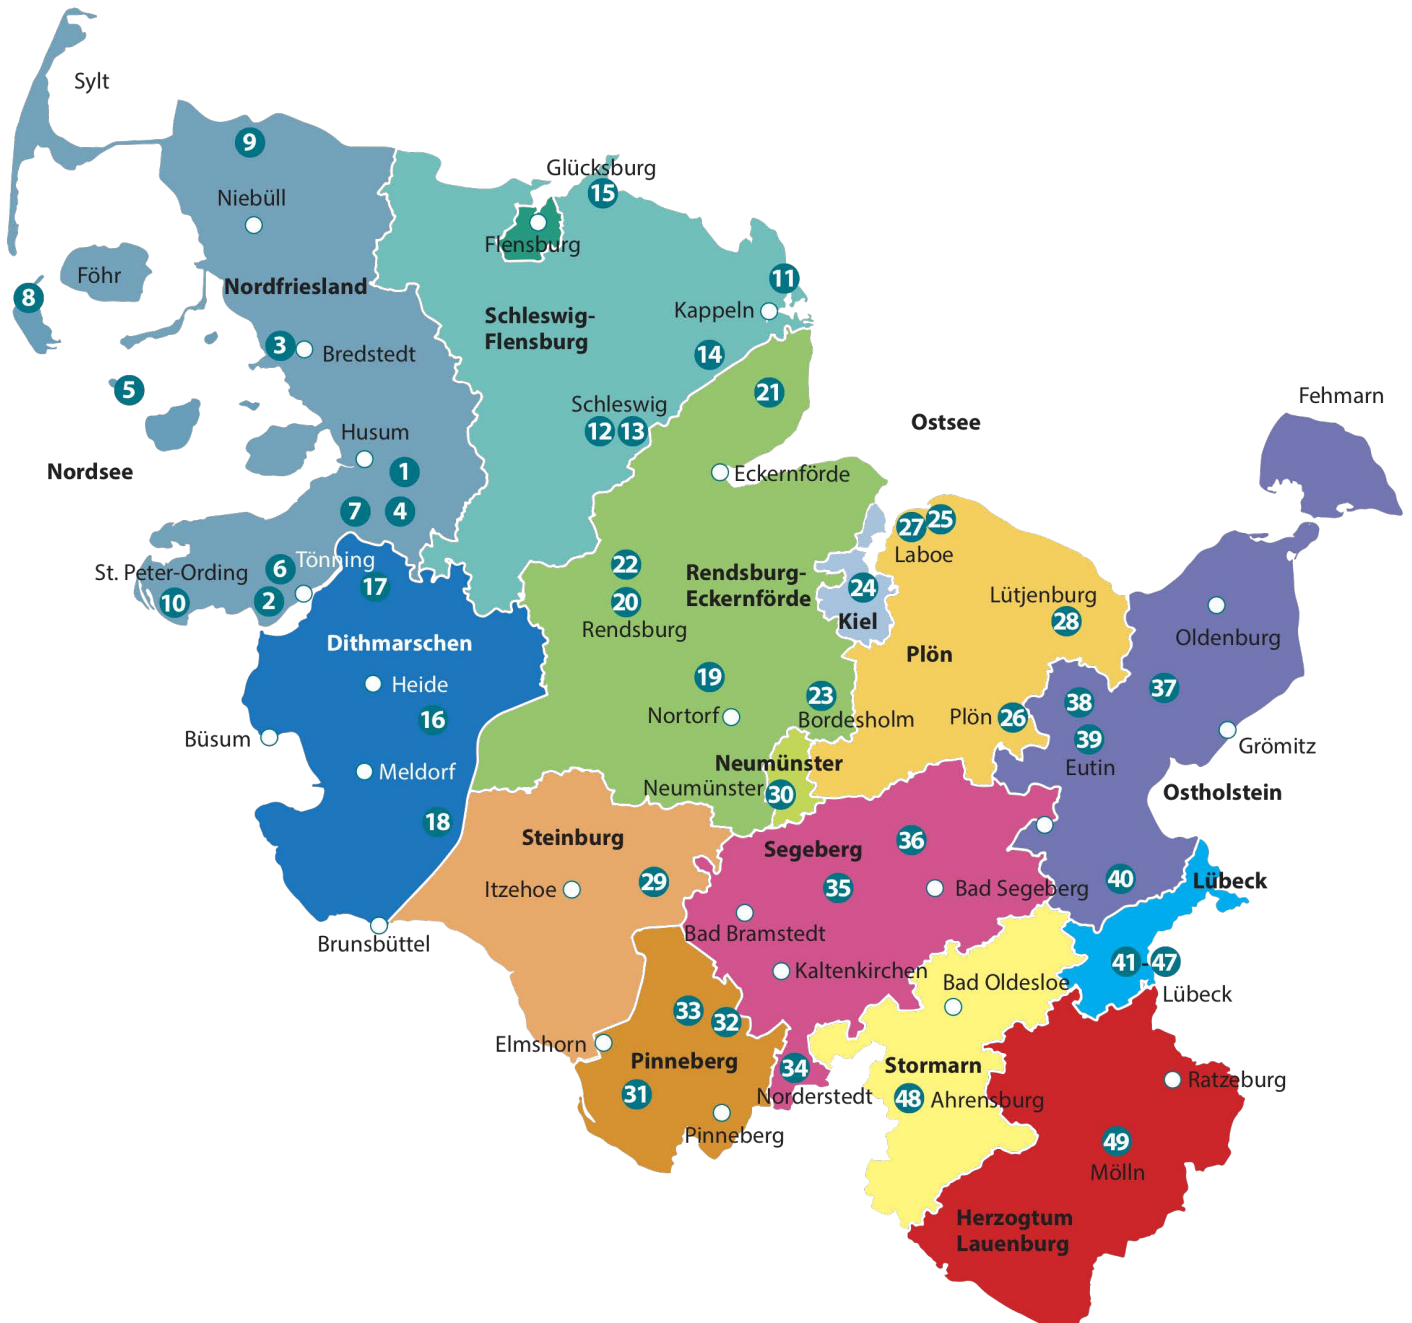 Sylt
9
Glücksburg
15
Niebüll
Flensburg
Föhr
Nordfriesland
11
8
Kappeln
Schleswig-
Flensburg
3
Bredstedt
14
5
21
Fehmarn
Schleswig
12
13
Ostsee
Husum
Nordsee
1
Eckernförde
7
4
27
25
Laboe
Tönning
6
St. Peter-Ording
17
22
Rendsburg-
Eckernförde
24
Lütjenburg
10
2
20
Kiel
28
Rendsburg
Oldenburg
Dithmarschen
Plön
Heide
19
37
16
23
38
Nortorf
Bordesholm
Plön
26
Büsum
39
Grömitz
Meldorf
Neumünster
Eutin
Neumünster
30
Ostholstein
18
Steinburg
Segeberg
36
Itzehoe
29
35
Bad Segeberg
40
Lübeck
Brunsbüttel
Bad Bramstedt
41
-
47
Kaltenkirchen
Bad Oldesloe
Lübeck
33
32
Elmshorn
Pinneberg
34
Stormarn
Ratzeburg
31
Norderstedt
48
Ahrensburg
Pinneberg
49
Mölln
Herzogtum
Lauenburg